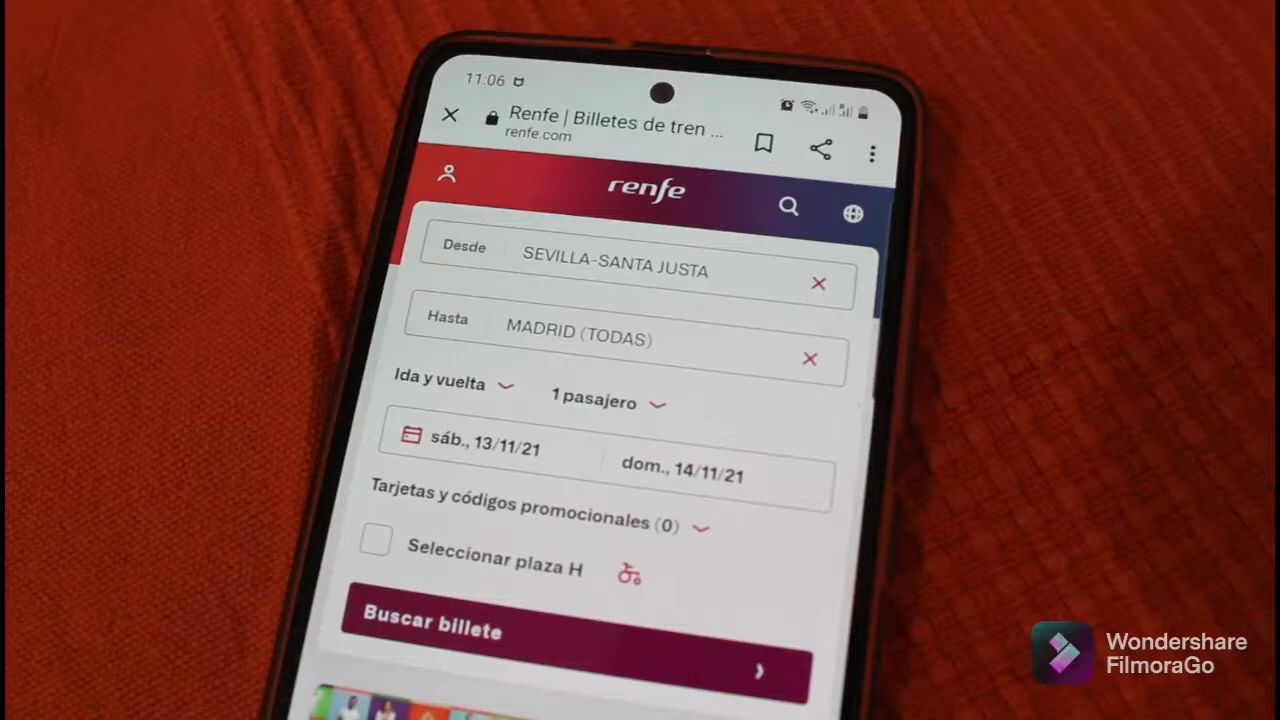 11:06
Renfe | Billetes de tren ...
renfe.com
renfe
Desde SEVILLA-SANTA JUSTA
Hasta MADRID (TODAS)
Ida y vuelta 1 pasajero
sáb., 13/11/21 dom., 14/11/21
Tarjetas y códigos promocionales (0)
Seleccionar plaza H
Buscar billete
Wondershare
FilmoraGo